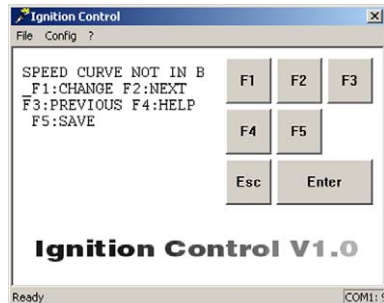 Ignition Control
File Config ?
SPEED CURVE NOT IN B
_F1:CHANGE F2:NEXT
F3:PREVIOUS F4:HELP
F5:SAVE
F1 F2 F3
F4 F5
Esc Enter
Ignition Control V1.0
Ready COM1: